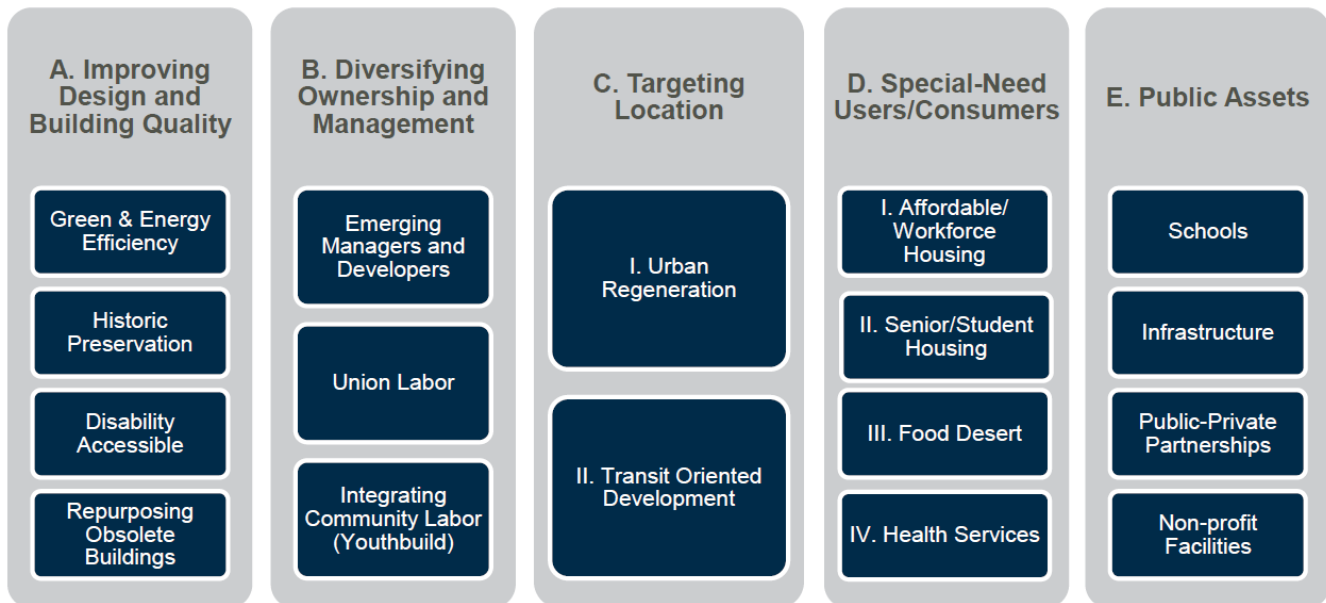 A. Improving
Design and
Building Quality
Green & Energy
Efficiency
Historic
Preservation
Disability
Accessible
Repurposing
Obsolete
Buildings
B. Diversifying
Ownership and
Management
Emerging
Managers and
Developers
Union Labor
Integrating
Community Labor
(Youthbuild)
C. Targeting
Location
I. Urban
Regeneration
II. Transit Oriented
Development
D. Special-Need
Users/Consumers
I. Affordable/
Workforce
Housing
II. Senior/Student
Housing
III. Food Desert
IV. Health Services
E. Public Assets
Schools
Infrastructure
Public-Private
Partnerships
Non-profit
Facilities